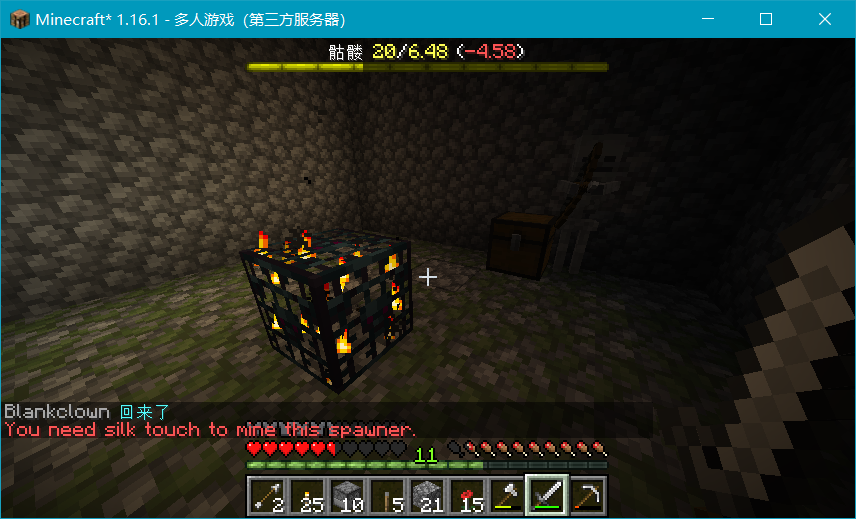 Minecraft* 1.16.1 - 多人游戏（第三方服务器）
骷髅 20/6.48 (-4.58)
Blankclown 回来了
You need silk touch to mine this spawner.
11
2 25 10 5 21 15